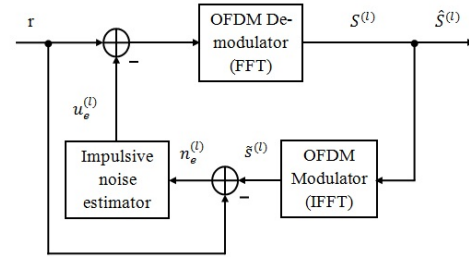 r
OFDM De-
modulator
(FFT)
S^{(l)}
Ŝ^{(l)}
−
u_e^{(l)}
Impulsive
noise
estimator
n_e^{(l)}
s̃^{(l)}
−
OFDM
Modulator
(IFFT)